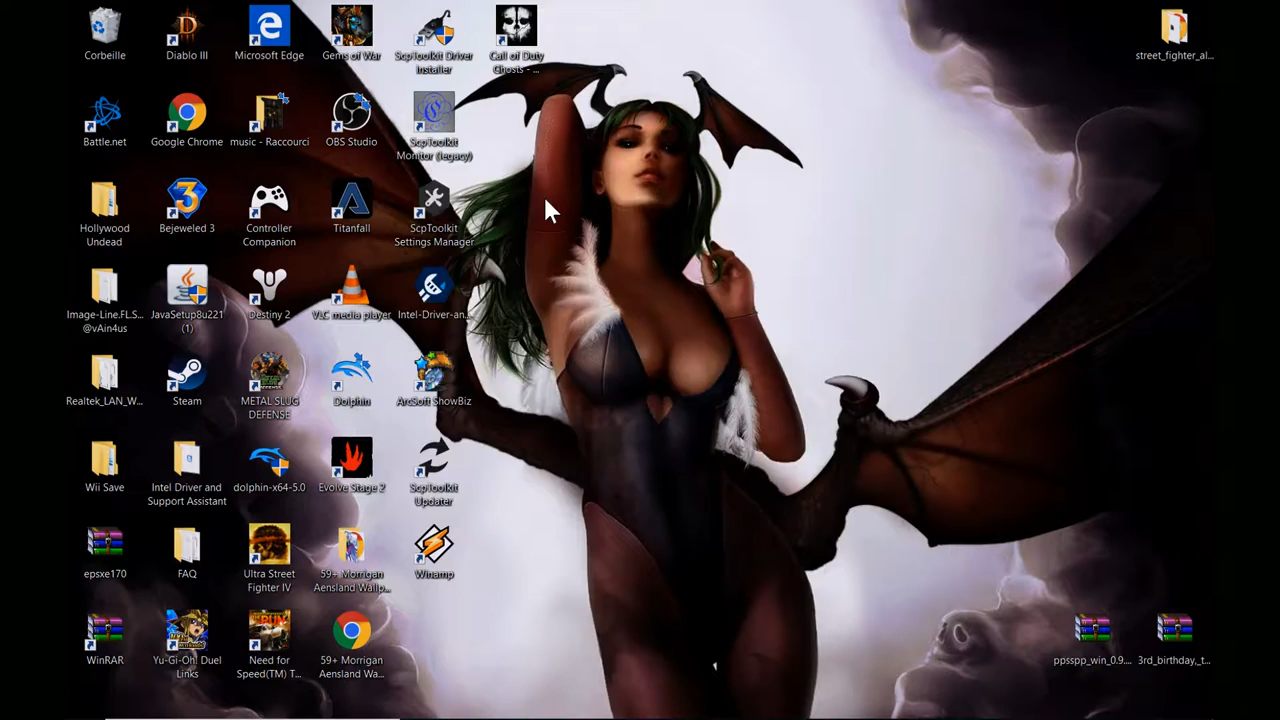 Corbeille
Diablo III
Microsoft Edge
Gems of War
ScpToolkit Driver
Installer
Call of Duty
Ghosts - ...
street_fighter_al...
Battle.net
Google Chrome
music - Raccourci
OBS Studio
ScpToolkit
Monitor (legacy)
Hollywood
Undead
Bejeweled 3
Controller
Companion
Titanfall
ScpToolkit
Settings Manager
Image-Line.FL.S...
@vAin4us
JavaSetup8u221
(1)
Destiny 2
VLC media player
Intel-Driver-an...
Realtek_LAN_W...
Steam
METAL SLUG
DEFENSE
Dolphin
ArcSoft ShowBiz
Wii Save
Intel Driver and
Support Assistant
dolphin-x64-5.0
Evolve Stage 2
ScpToolkit
Updater
epsxe170
FAQ
Ultra Street
Fighter IV
59+ Morrigan
Aensland Wallp...
Winamp
WinRAR
Yu-Gi-Oh! Duel
Links
Need for
Speed(TM) T...
59+ Morrigan
Aensland Wa...
ppsspp_win_0.9....
3rd_birthday,_t...